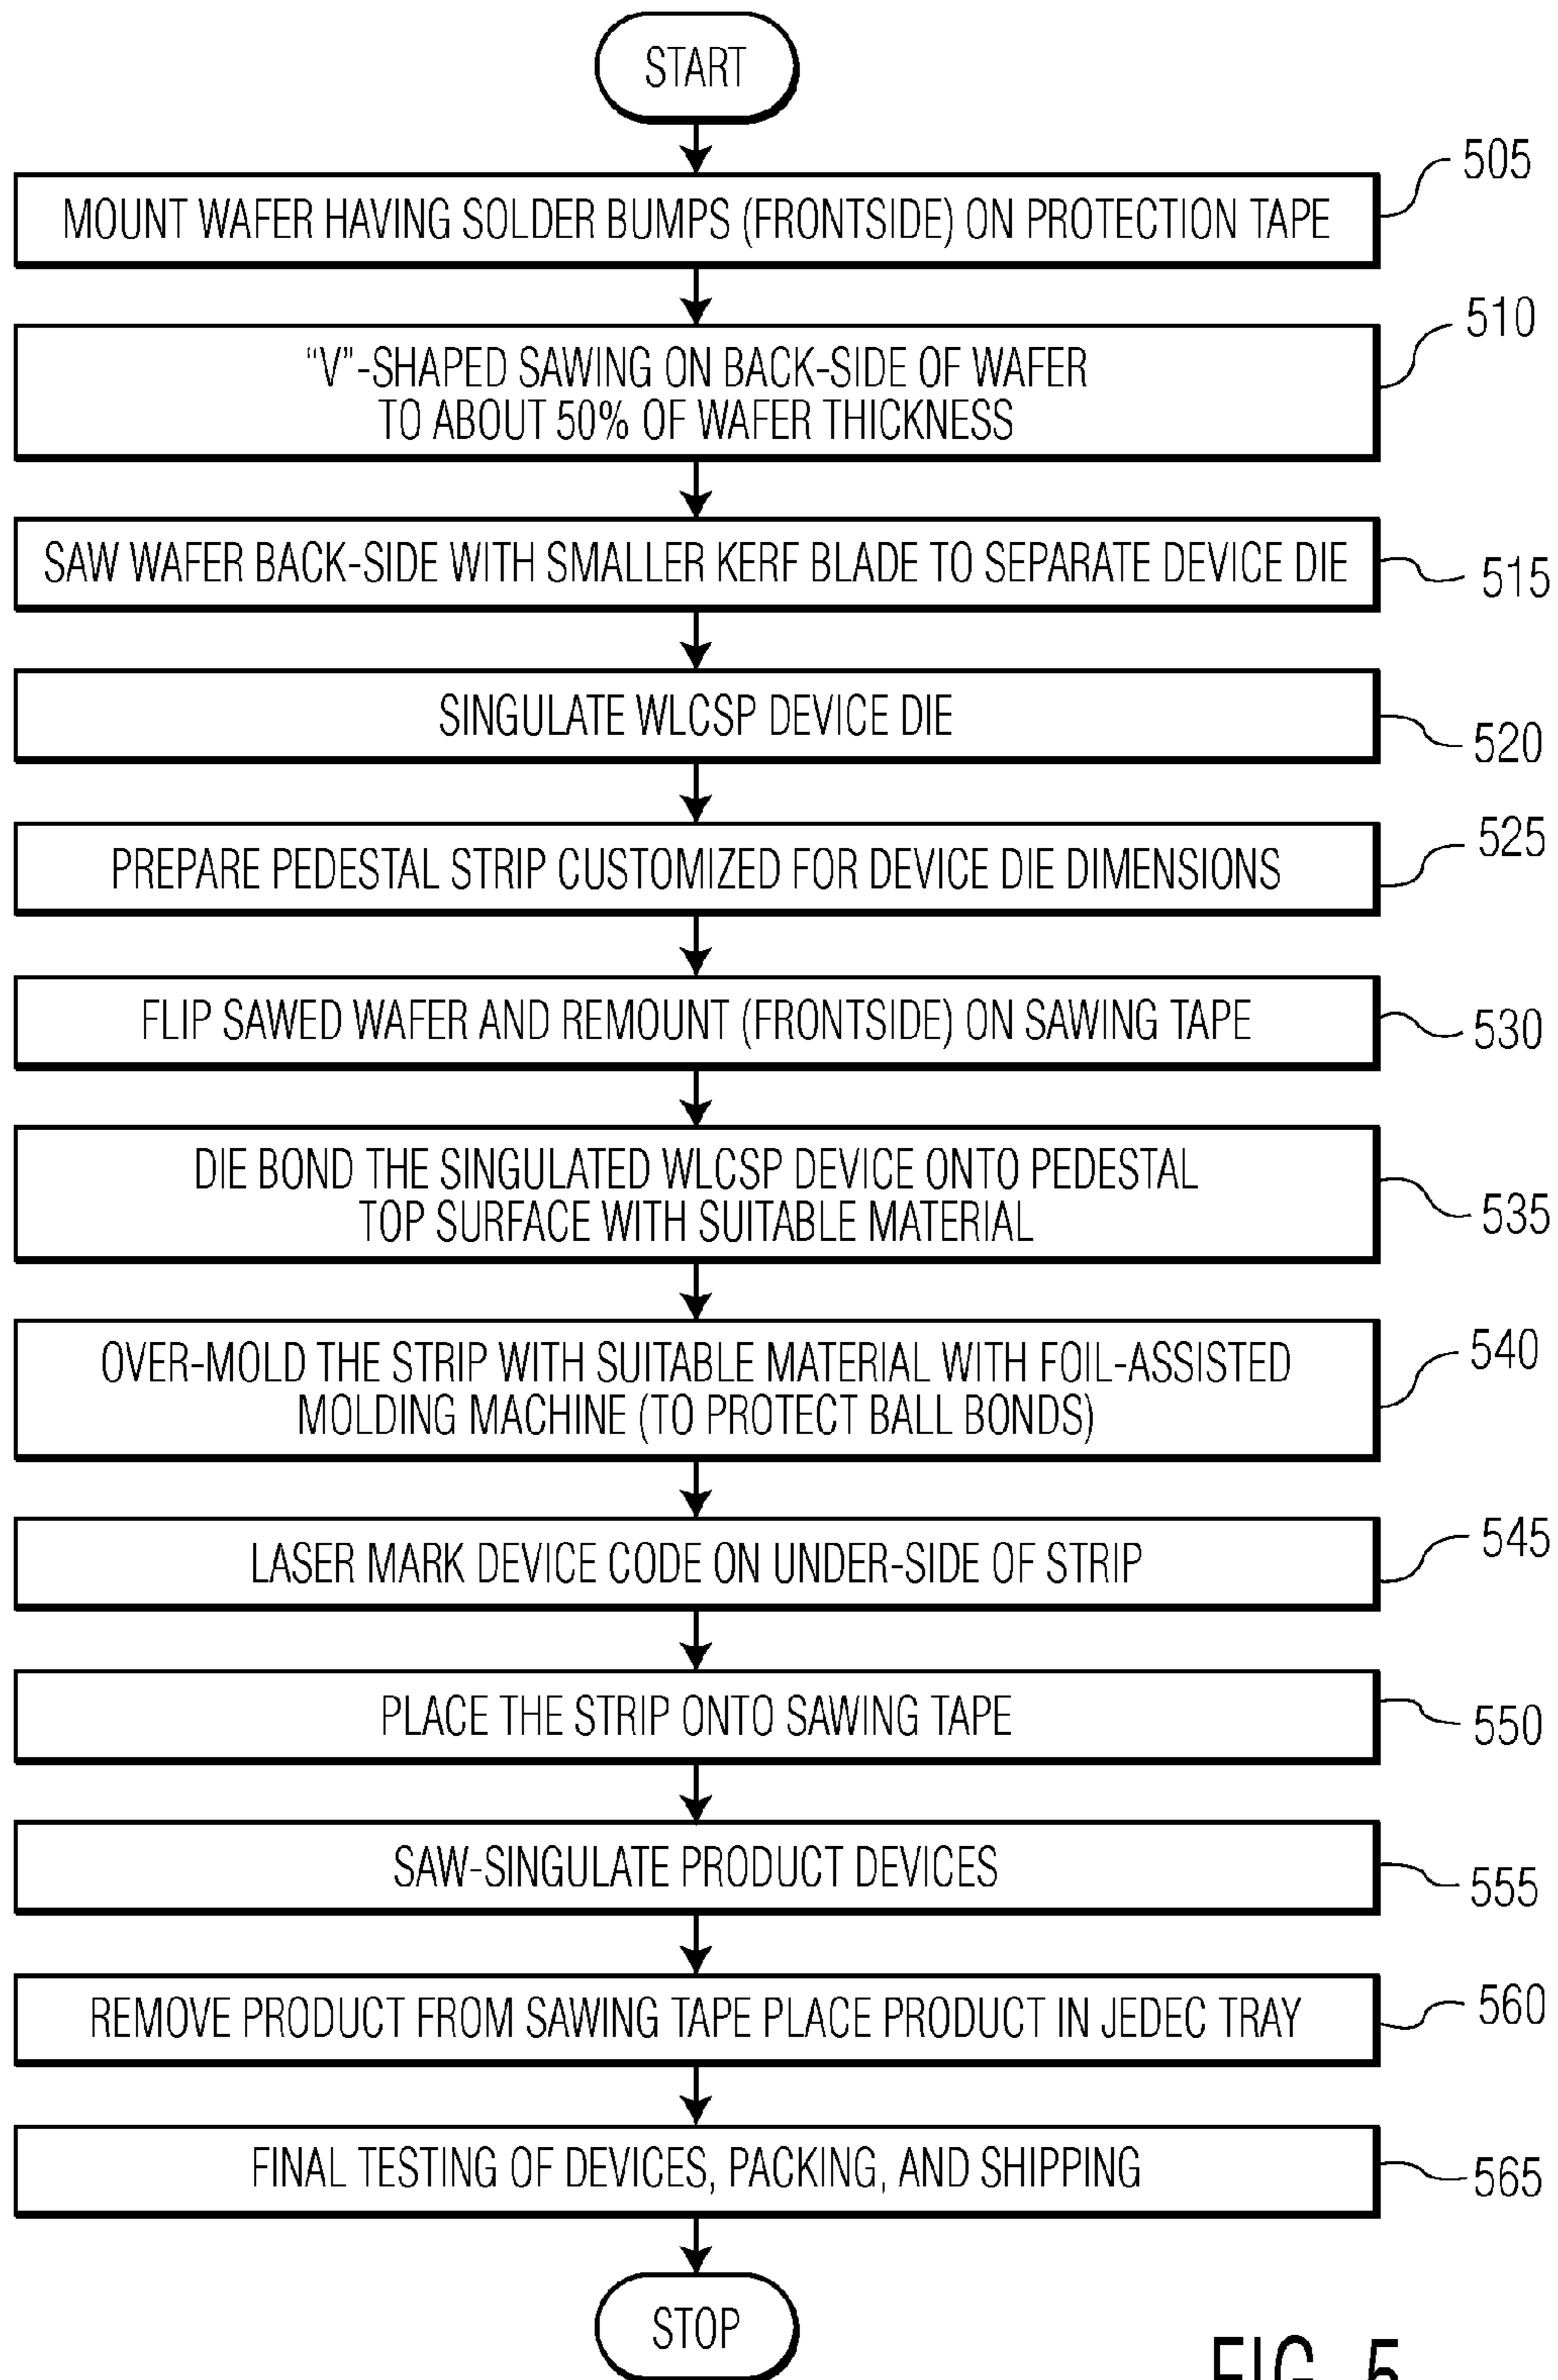 START
MOUNT WAFER HAVING SOLDER BUMPS (FRONTSIDE) ON PROTECTION TAPE
505
"V"-SHAPED SAWING ON BACK-SIDE OF WAFER
TO ABOUT 50% OF WAFER THICKNESS
510
SAW WAFER BACK-SIDE WITH SMALLER KERF BLADE TO SEPARATE DEVICE DIE
515
SINGULATE WLCSP DEVICE DIE
520
PREPARE PEDESTAL STRIP CUSTOMIZED FOR DEVICE DIE DIMENSIONS
525
FLIP SAWED WAFER AND REMOUNT (FRONTSIDE) ON SAWING TAPE
530
DIE BOND THE SINGULATED WLCSP DEVICE ONTO PEDESTAL
TOP SURFACE WITH SUITABLE MATERIAL
535
OVER-MOLD THE STRIP WITH SUITABLE MATERIAL WITH FOIL-ASSISTED
MOLDING MACHINE (TO PROTECT BALL BONDS)
540
LASER MARK DEVICE CODE ON UNDER-SIDE OF STRIP
545
PLACE THE STRIP ONTO SAWING TAPE
550
SAW-SINGULATE PRODUCT DEVICES
555
REMOVE PRODUCT FROM SAWING TAPE PLACE PRODUCT IN JEDEC TRAY
560
FINAL TESTING OF DEVICES, PACKING, AND SHIPPING
565
STOP
FIG. 5